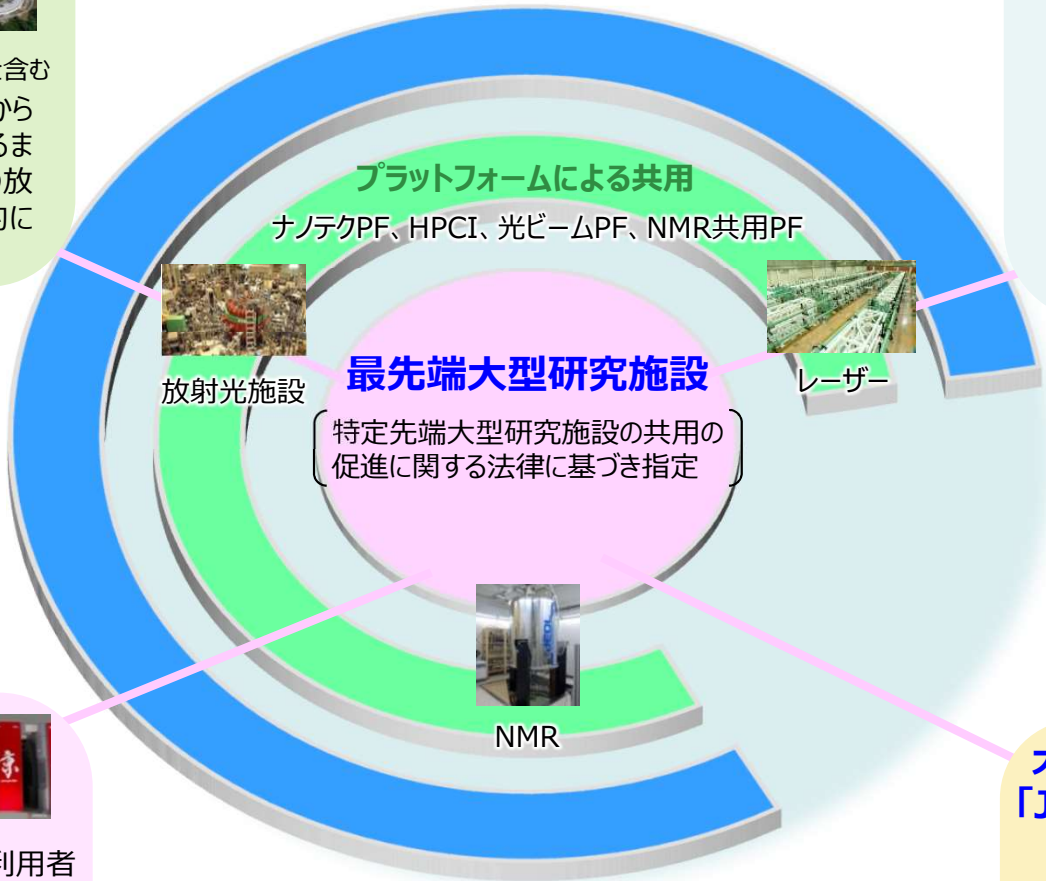 含む
から
るま
放
的に
プラットフォームによる共用
ナノテクPF、HPCI、光ビームPF、NMR共用PF
放射光施設
最先端大型研究施設
レーザー
特定先端大型研究施設の共用の
促進に関する法律に基づき指定
NMR
京
利用者
「J